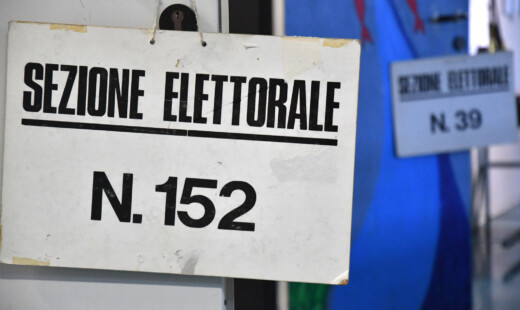 SEZIONE ELETTORALE
N. 152
SEZIONE ELETTORALE
N. 39